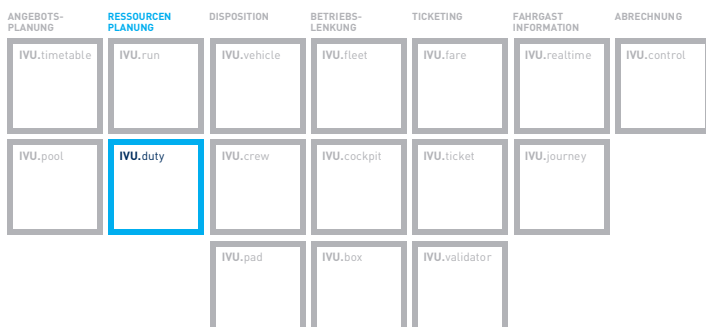 ANGEBOTS-
PLANUNG
RESSOURCEN
PLANUNG
DISPOSITION
BETRIEBS-
LENKUNG
TICKETING
FAHRGAST
INFORMATION
ABRECHNUNG
IVU.timetable
IVU.run
IVU.vehicle
IVU.fleet
IVU.fare
IVU.realtime
IVU.control
IVU.pool
IVU.duty
IVU.crew
IVU.cockpit
IVU.ticket
IVU.journey
IVU.pad
IVU.box
IVU.validator